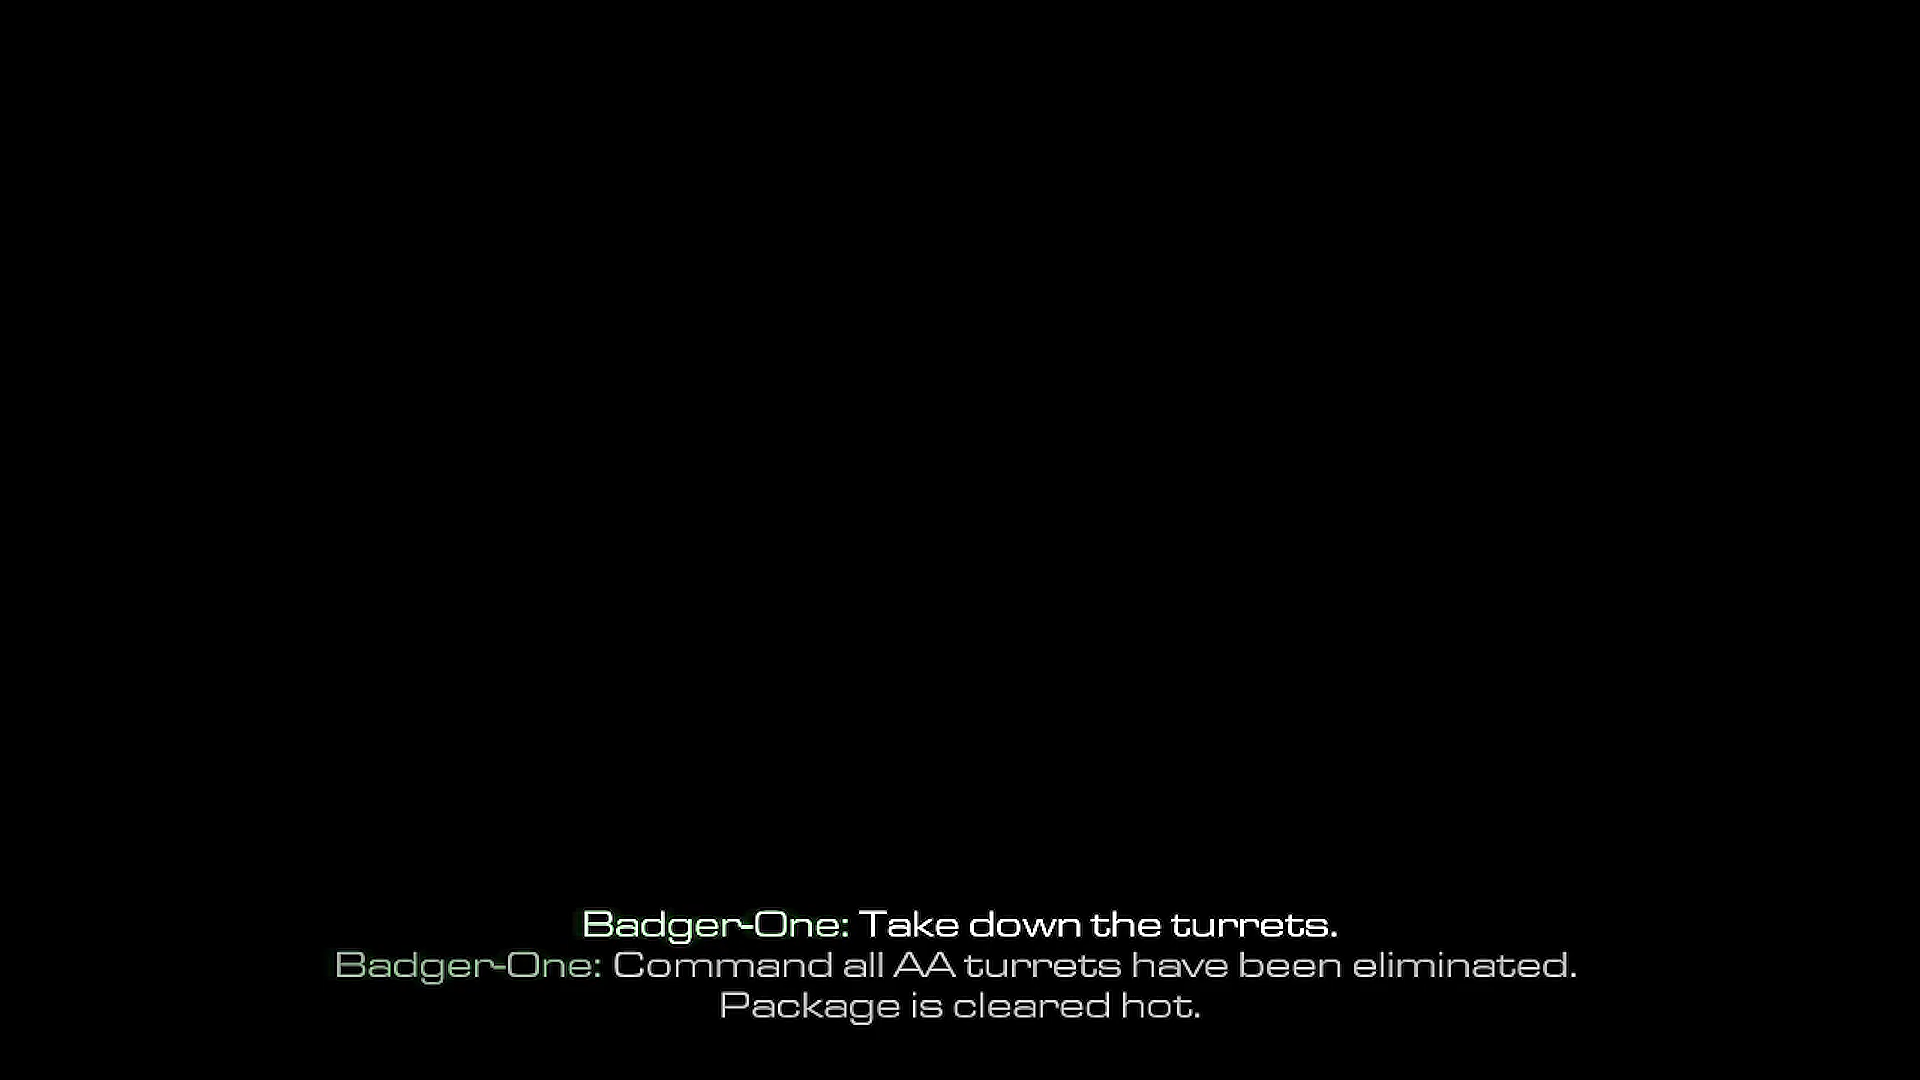 Badger-One: Take down the turrets.
Badger-One: Command all AA turrets have been eliminated.
Package is cleared hot.